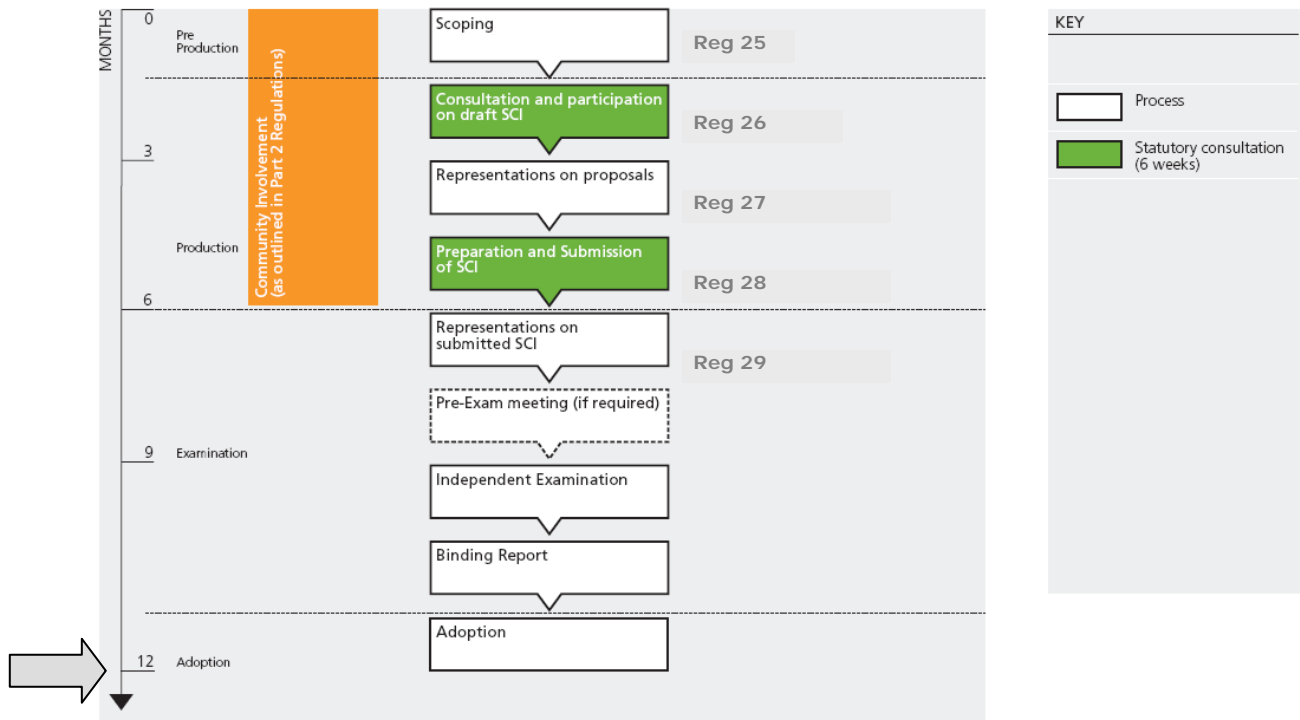 MONTHS
0
Pre
Production
Community Involvement
(as outlined in Part 2 Regulations)
Scoping
Reg 25
Consultation and participation
on draft SCI
Reg 26
3
Representations on proposals
Reg 27
Production
Preparation and Submission
of SCI
Reg 28
6
Representations on
submitted SCI
Reg 29
Pre-Exam meeting (if required)
9
Examination
Independent Examination
Binding Report
Adoption
12
Adoption
KEY
Process
Statutory consultation
(6 weeks)